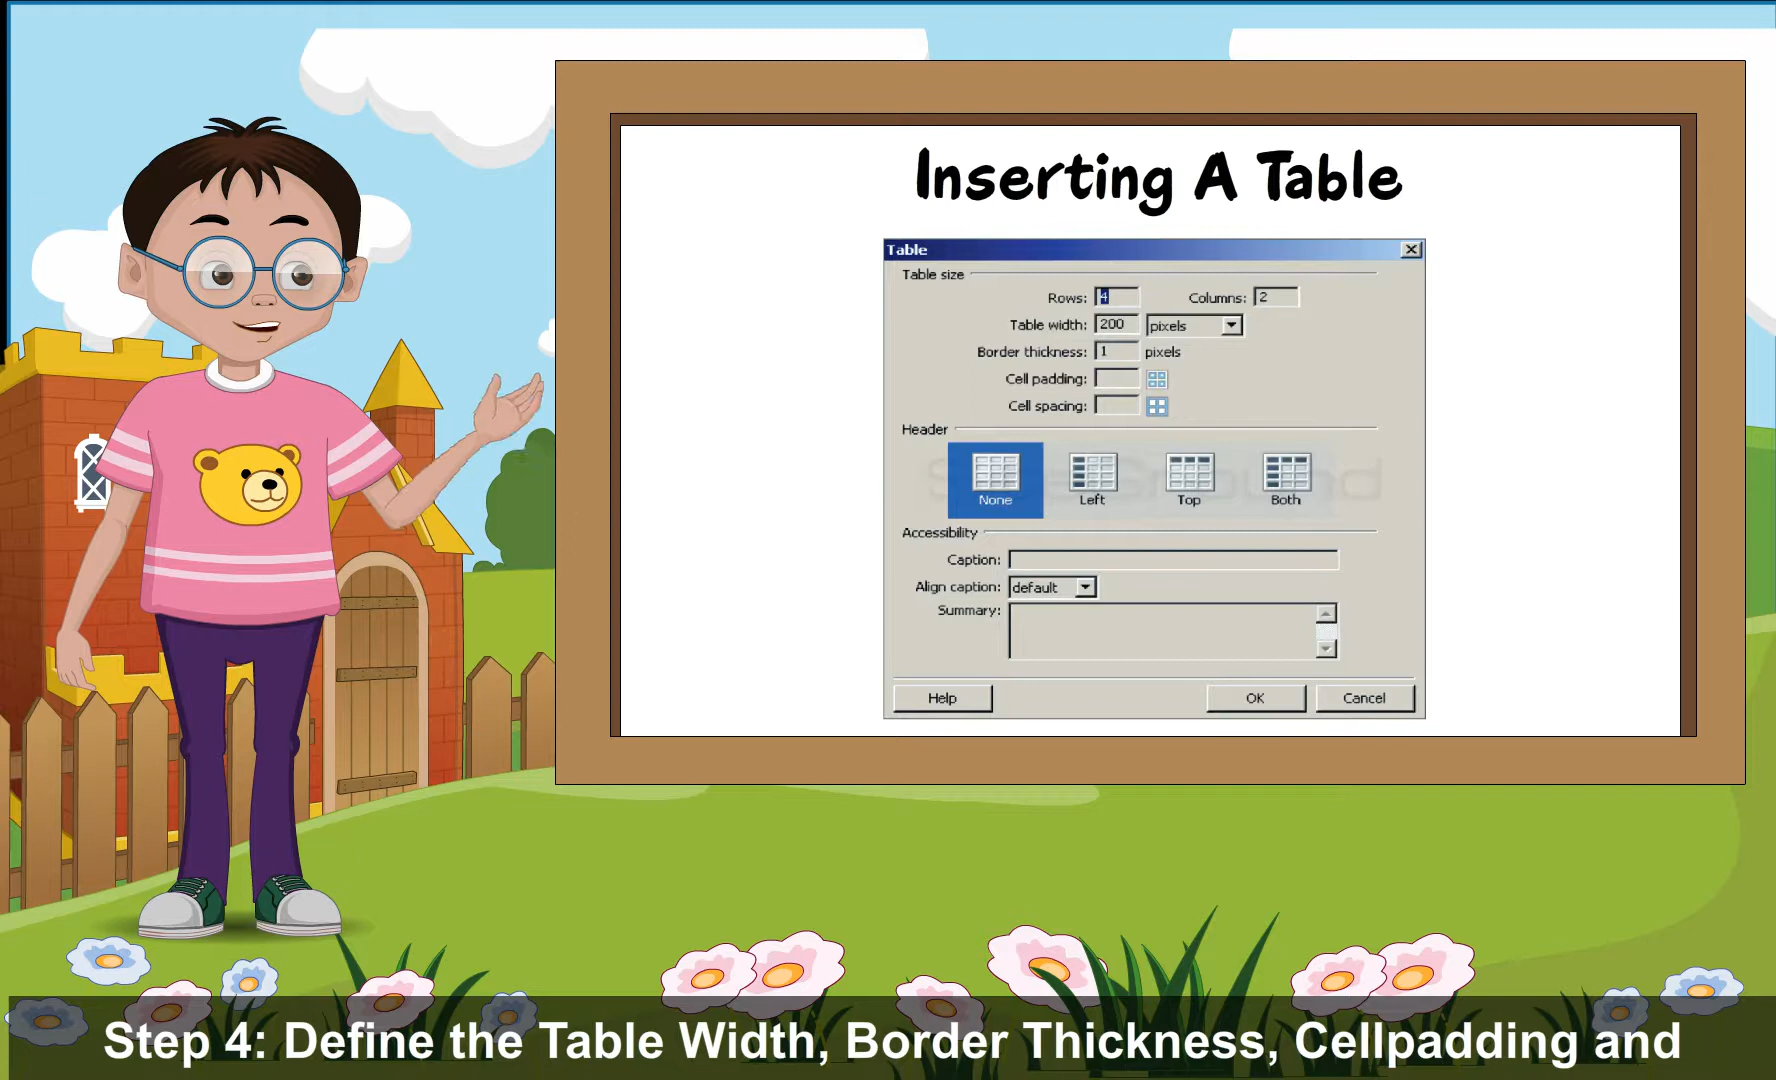 Inserting A Table
Table
Table size
Rows: 4 Columns: 2
Table width: 200 pixels
Border thickness: 1 pixels
Cell padding:
Cell spacing:
Header
None Left Top Both
Accessibility
Caption:
Align caption: default
Summary:
Help OK Cancel
Step 4: Define the Table Width, Border Thickness, Cellpadding and